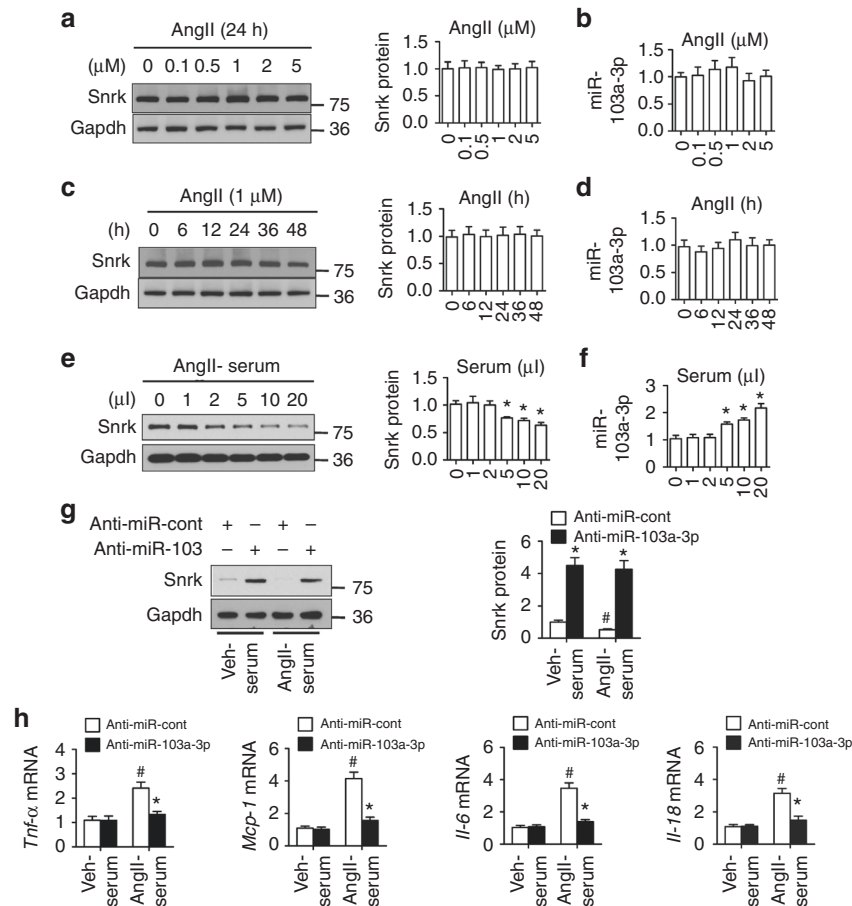 a
AngII (24 h)
(μM) 0 0.1 0.5 1 2 5
Snrk
75
Gapdh
36
AngII (μM)
Snrk protein
1.5
1.0
0.5
0.0
0 0.1 0.5 1 2 5
b
AngII (μM)
miR-
103a-3p
1.5
1.0
0.5
0.0
0 0.1 0.5 1 2 5
c
AngII (1 μM)
(h) 0 6 12 24 36 48
Snrk
75
Gapdh
36
AngII (h)
Snrk protein
1.5
1.0
0.5
0.0
0 6 12 24 36 48
d
AngII (h)
miR-
103a-3p
1.5
1.0
0.5
0.0
0 6 12 24 36 48
e
AngII- serum
(μl) 0 1 2 5 10 20
Snrk
75
Gapdh
36
Serum (μl)
Snrk protein
1.5
1.0
0.5
0.0
* * *
0 1 2 5 10 20
f
Serum (μl)
miR-
103a-3p
3
2
1
0
* * *
0 1 2 5 10 20
g
Anti-miR-cont + – + –
Anti-miR-103 – + – +
Snrk
75
Gapdh
36
Veh-
serum
AngII-
serum
Anti-miR-cont
Anti-miR-103a-3p
Snrk protein
6
4
2
0
* # *
Veh-
serum
AngII-
serum
h
Anti-miR-cont
Anti-miR-103a-3p
Tnf-α mRNA
4
3
2
1
0
# *
Veh-
serum
AngII-
serum
Anti-miR-cont
Anti-miR-103a-3p
Mcp-1 mRNA
6
4
2
0
# *
Veh-
serum
AngII-
serum
Anti-miR-cont
Anti-miR-103a-3p
Il-6 mRNA
6
4
2
0
# *
Veh-
serum
AngII-
serum
Anti-miR-cont
Anti-miR-103a-3p
Il-18 mRNA
6
4
2
0
# *
Veh-
serum
AngII-
serum